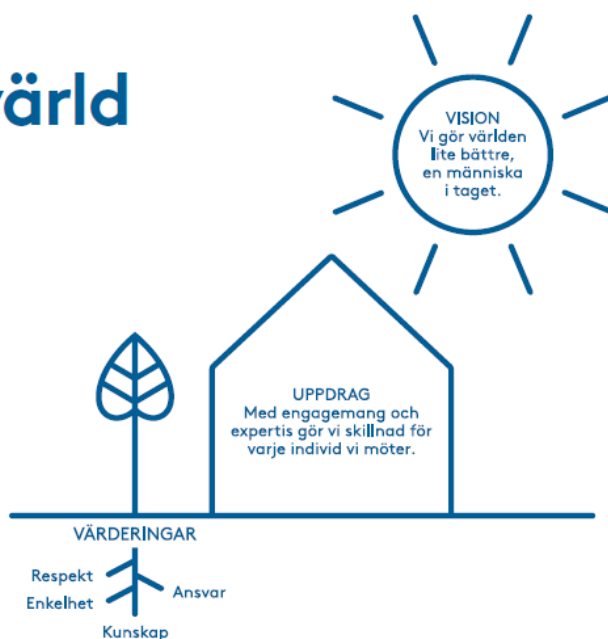 värld
VISION
Vi gör världen
lite bättre,
en människa
i taget.
UPPDRAG
Med engagemang och
expertis gör vi skillnad för
varje individ vi möter.
VÄRDERINGAR
Respekt
Ansvar
Enkelhet
Kunskap